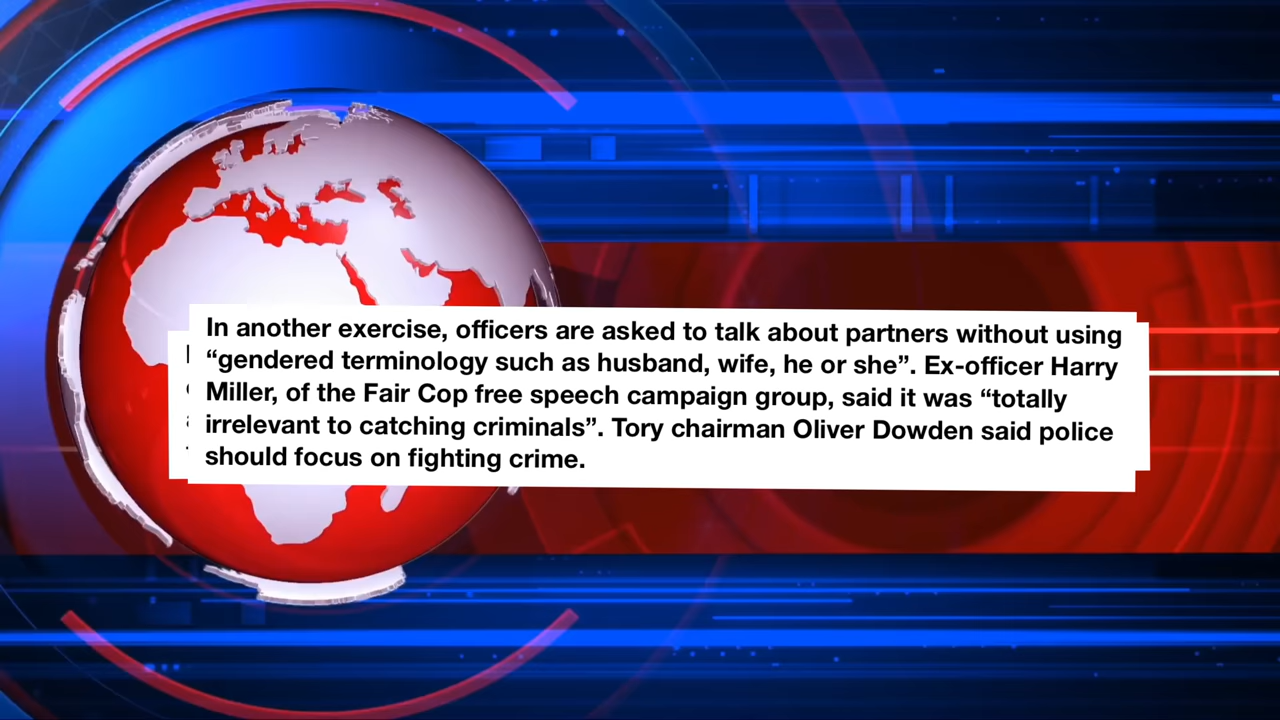 In another exercise, officers are asked to talk about partners without using
“gendered terminology such as husband, wife, he or she”. Ex-officer Harry
Miller, of the Fair Cop free speech campaign group, said it was “totally
irrelevant to catching criminals”. Tory chairman Oliver Dowden said police
should focus on fighting crime.